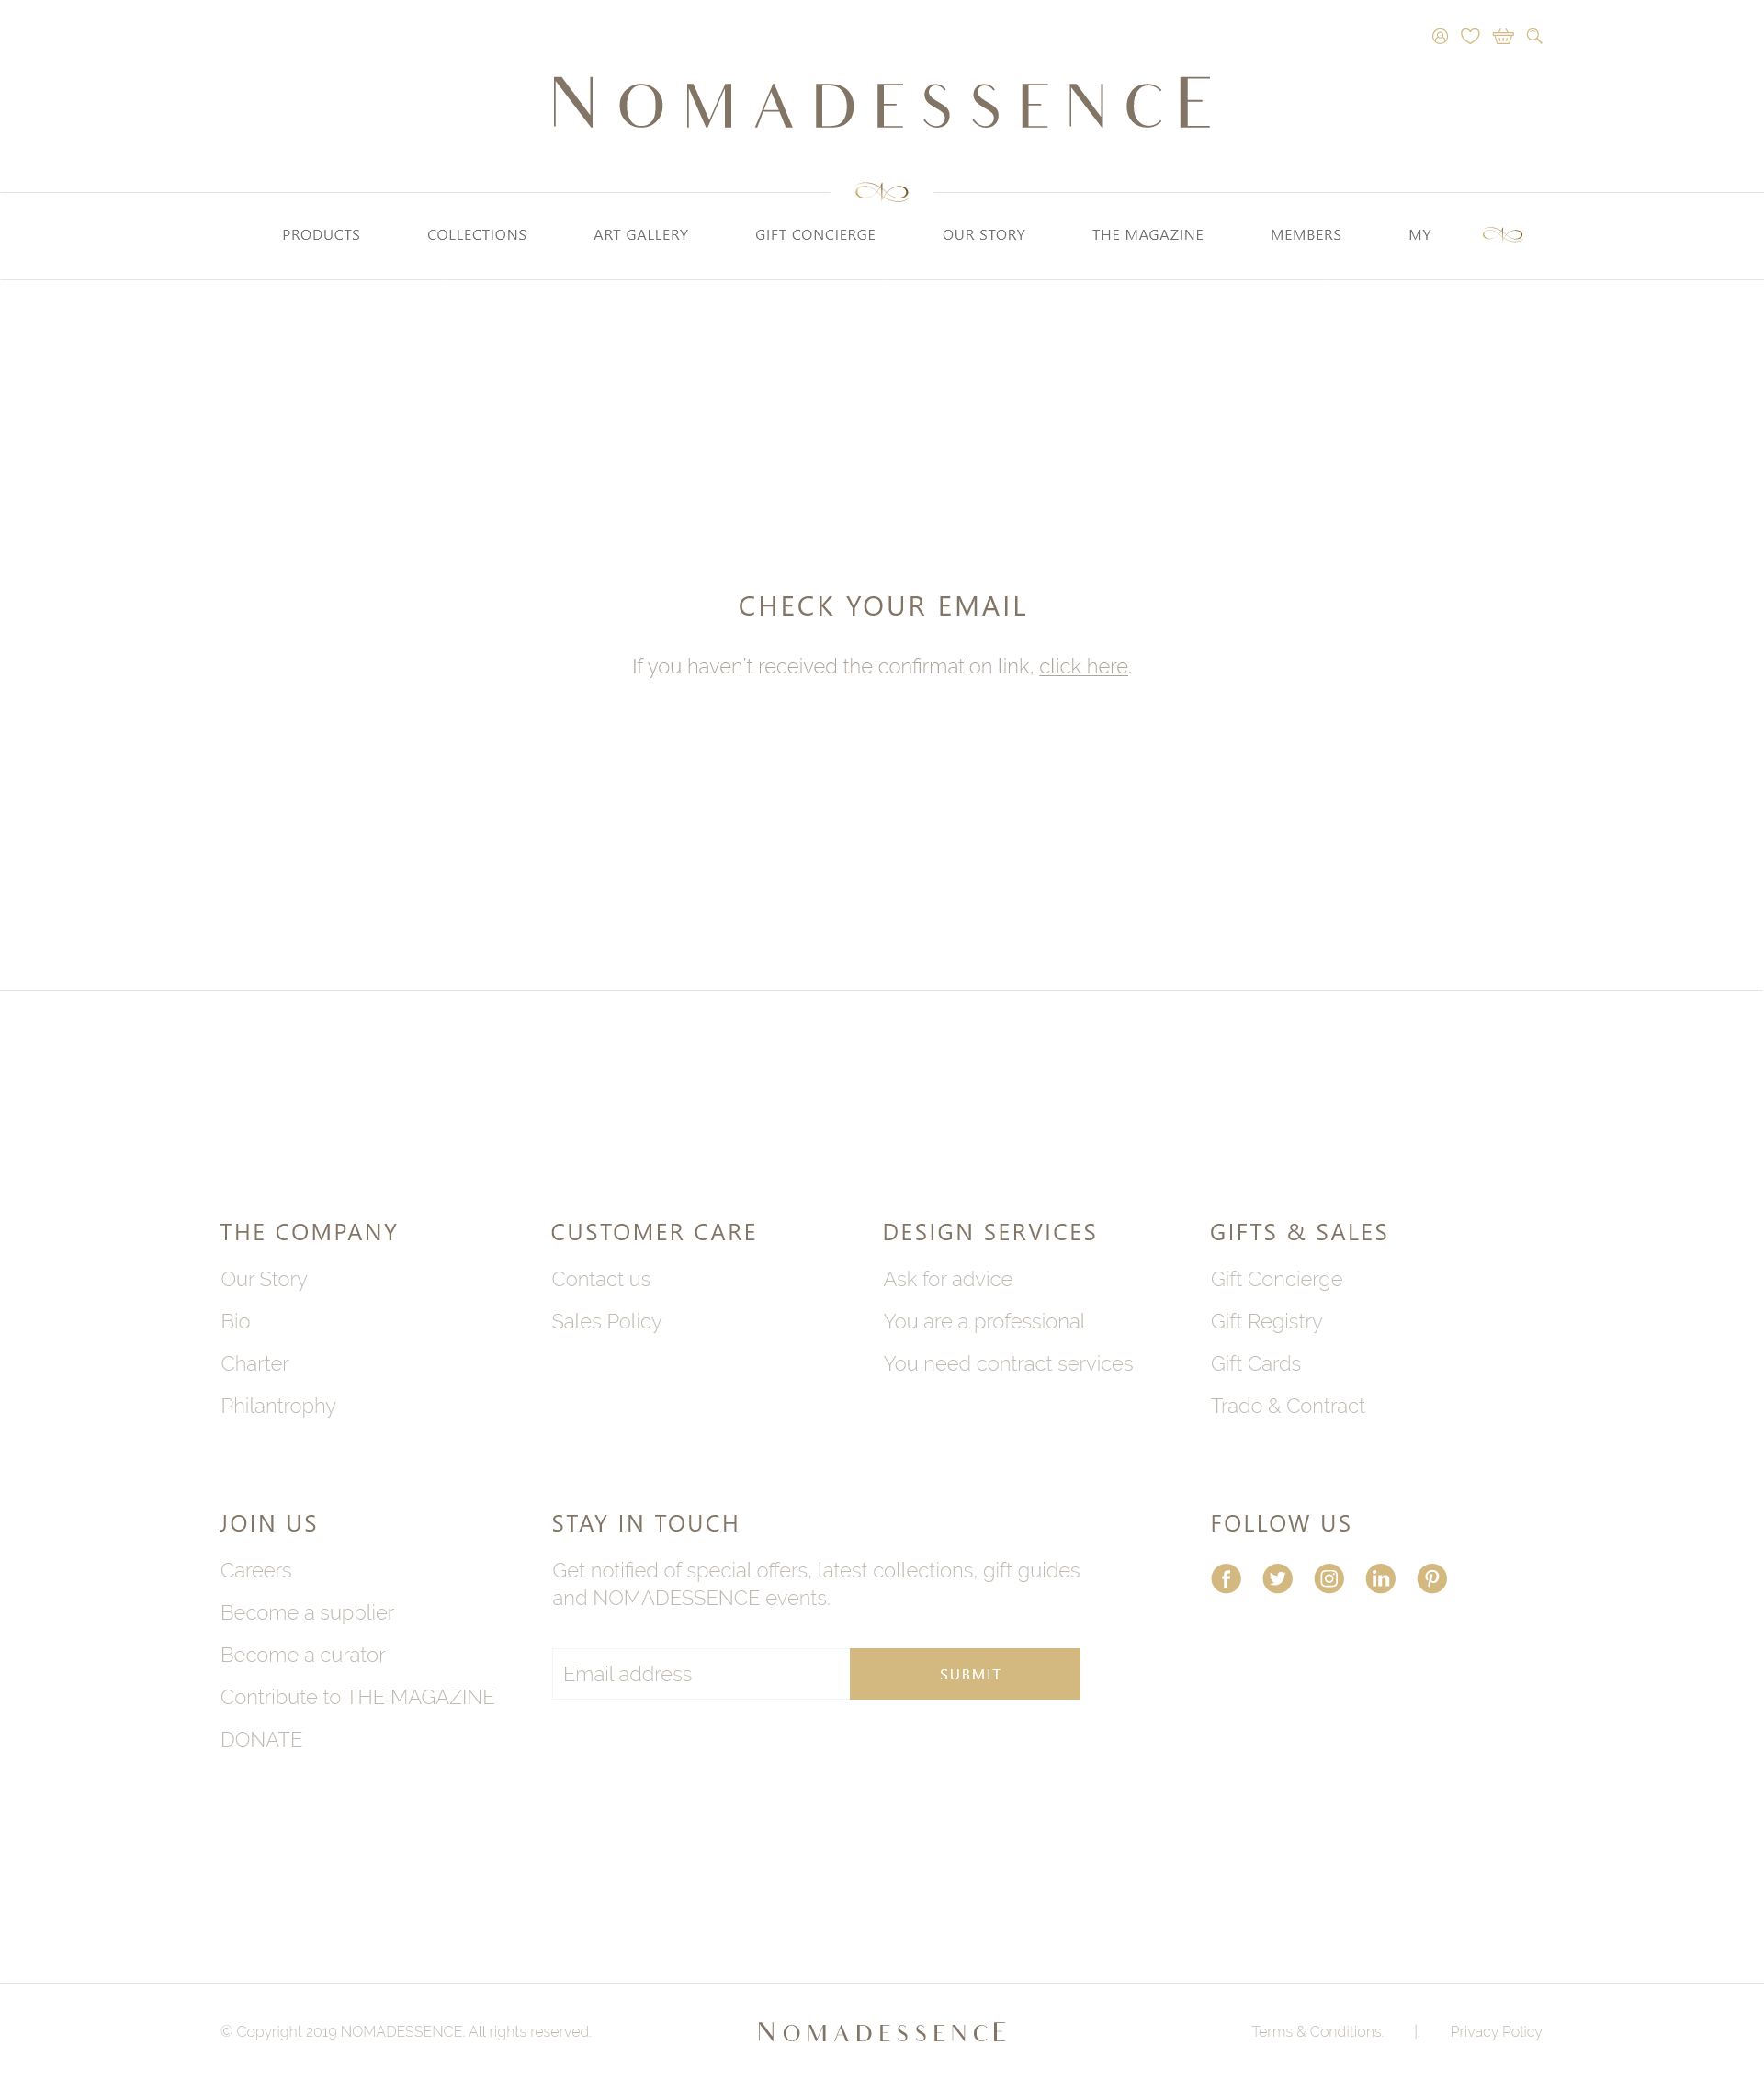 NOMADESSENCE
PRODUCTS COLLECTIONS ART GALLERY GIFT CONCIERGE OUR STORY THE MAGAZINE MEMBERS MY
CHECK YOUR EMAIL
If you haven't received the confirmation link, click here.
THE COMPANY
Our Story
Bio
Charter
Philantrophy
CUSTOMER CARE
Contact us
Sales Policy
DESIGN SERVICES
Ask for advice
You are a professional
You need contract services
GIFTS & SALES
Gift Concierge
Gift Registry
Gift Cards
Trade & Contract
JOIN US
Careers
Become a supplier
Become a curator
Contribute to THE MAGAZINE
DONATE
STAY IN TOUCH
Get notified of special offers, latest collections, gift guides
and NOMADESSENCE events.
Email address
SUBMIT
FOLLOW US
© Copyright 2019 NOMADESSENCE. All rights reserved.
NOMADESSENCE
Terms & Conditions. |. Privacy Policy